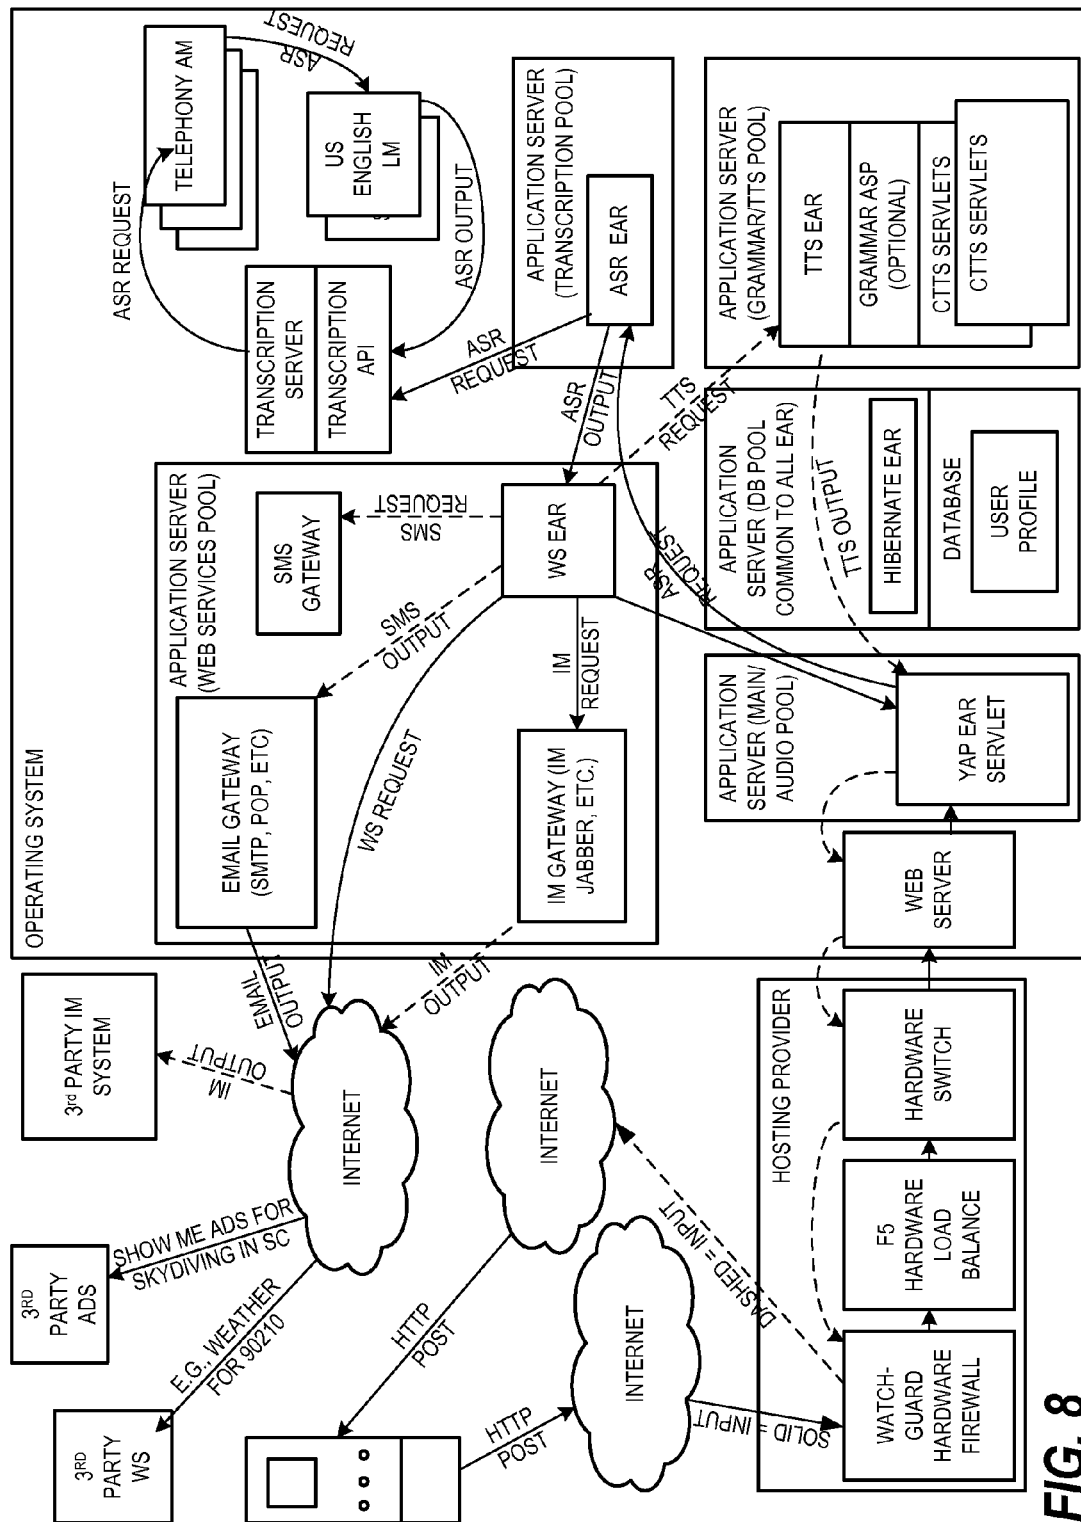 3RD
PARTY
WS
3RD
PARTY
ADS
3rd PARTY IM
SYSTEM
E.G., WEATHER
FOR 90210
SHOW ME ADS FOR
SKYDIVING IN SC
IM
OUTPUT
INTERNET
EMAIL
OUTPUT
HTTP
POST
HTTP
POST
INTERNET
INTERNET
IM
OUTPUT
SOLID = INPUT
DASHED = INPUT
HOSTING PROVIDER
WATCH-
GUARD
HARDWARE
FIREWALL
F5
HARDWARE
LOAD
BALANCE
HARDWARE
SWITCH
OPERATING SYSTEM
WEB
SERVER
APPLICATION SERVER
(WEB SERVICES POOL)
EMAIL GATEWAY
(SMTP, POP, ETC)
SMS
GATEWAY
SMS
OUTPUT
SMS
REQUEST
WS REQUEST
WS EAR
IM
REQUEST
IM GATEWAY (IM
JABBER, ETC.)
ASR REQUEST
TELEPHONY AM
ASR
REQUEST
TRANSCRIPTION
SERVER
TRANSCRIPTION
API
US
ENGLISH
LM
ASR OUTPUT
ASR
REQUEST
ASR
OUTPUT
APPLICATION SERVER
(TRANSCRIPTION POOL)
ASR EAR
TTS
REQUEST
ASR
REQUEST
APPLICATION
SERVER (MAIN/
AUDIO POOL)
YAP EAR
SERVLET
APPLICATION
SERVER (DB POOL
COMMON TO ALL EAR)
HIBERNATE EAR
DATABASE
USER
PROFILE
TTS OUTPUT
APPLICATION SERVER
(GRAMMAR/TTS POOL)
TTS EAR
GRAMMAR ASP
(OPTIONAL)
CTTS SERVLETS
CTTS SERVLETS
FIG. 8